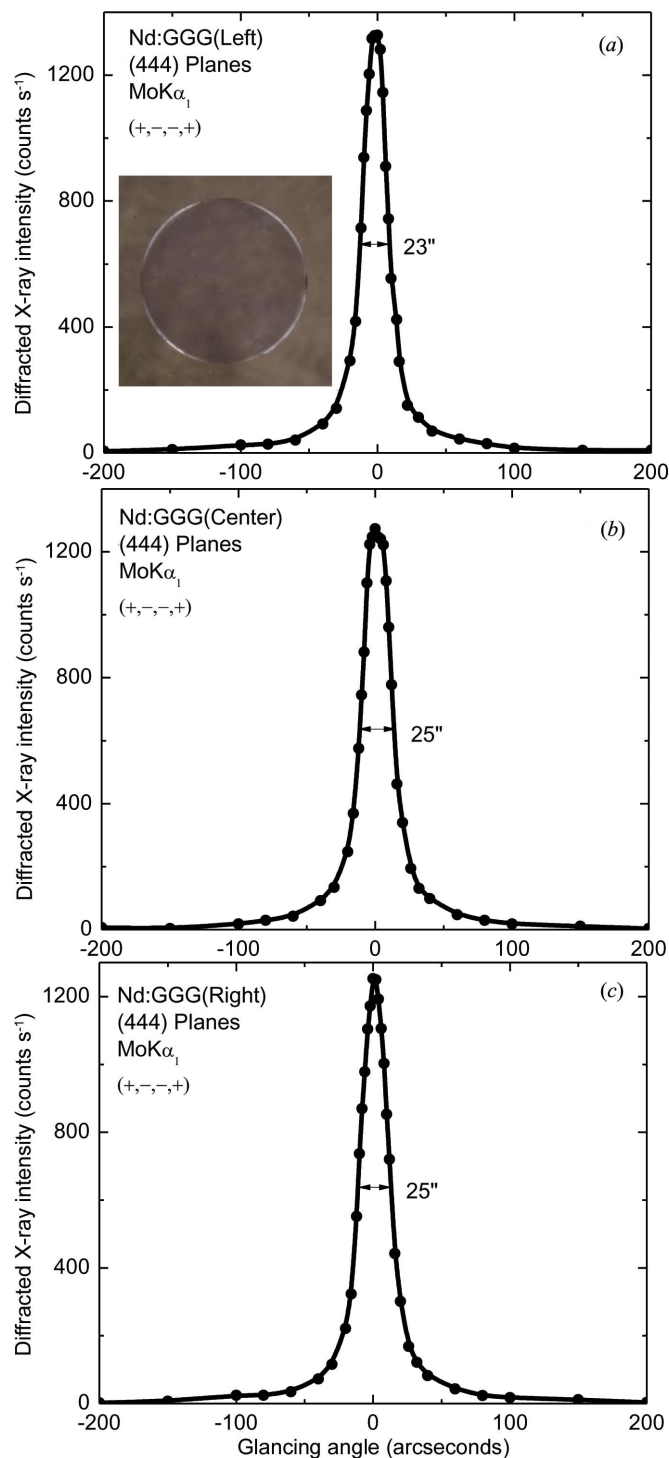 Nd:GGG(Left)
(444) Planes
MoKα₁
(+,−,−,+)
(a)
23"
Diffracted X-ray intensity (counts s⁻¹)
1200
800
400
0
-200
-100
0
100
200
Nd:GGG(Center)
(444) Planes
MoKα₁
(+,−,−,+)
(b)
25"
Diffracted X-ray intensity (counts s⁻¹)
1200
800
400
0
-200
-100
0
100
200
Nd:GGG(Right)
(444) Planes
MoKα₁
(+,−,−,+)
(c)
25"
Diffracted X-ray intensity (counts s⁻¹)
1200
800
400
0
-200
-100
0
100
200
Glancing angle (arcseconds)